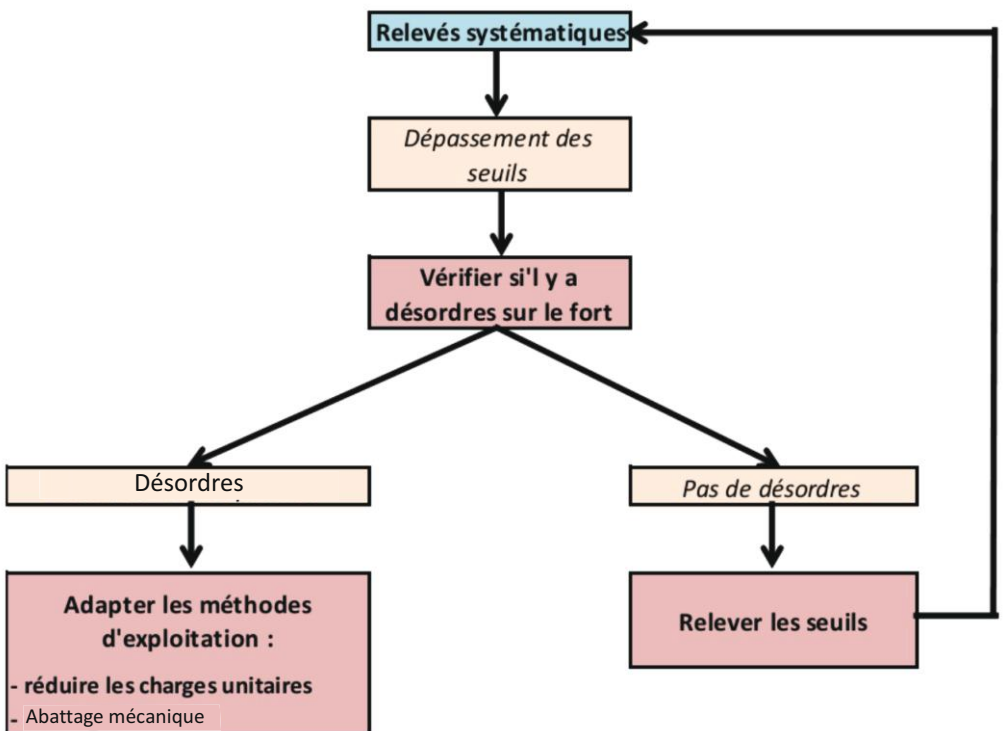 Relevés systématiques
Dépassement des
seuils
Vérifier si'l y a
désordres sur le fort
Désordres
Pas de désordres
Adapter les méthodes
d'exploitation :
- réduire les charges unitaires
- Abattage mécanique
Relever les seuils